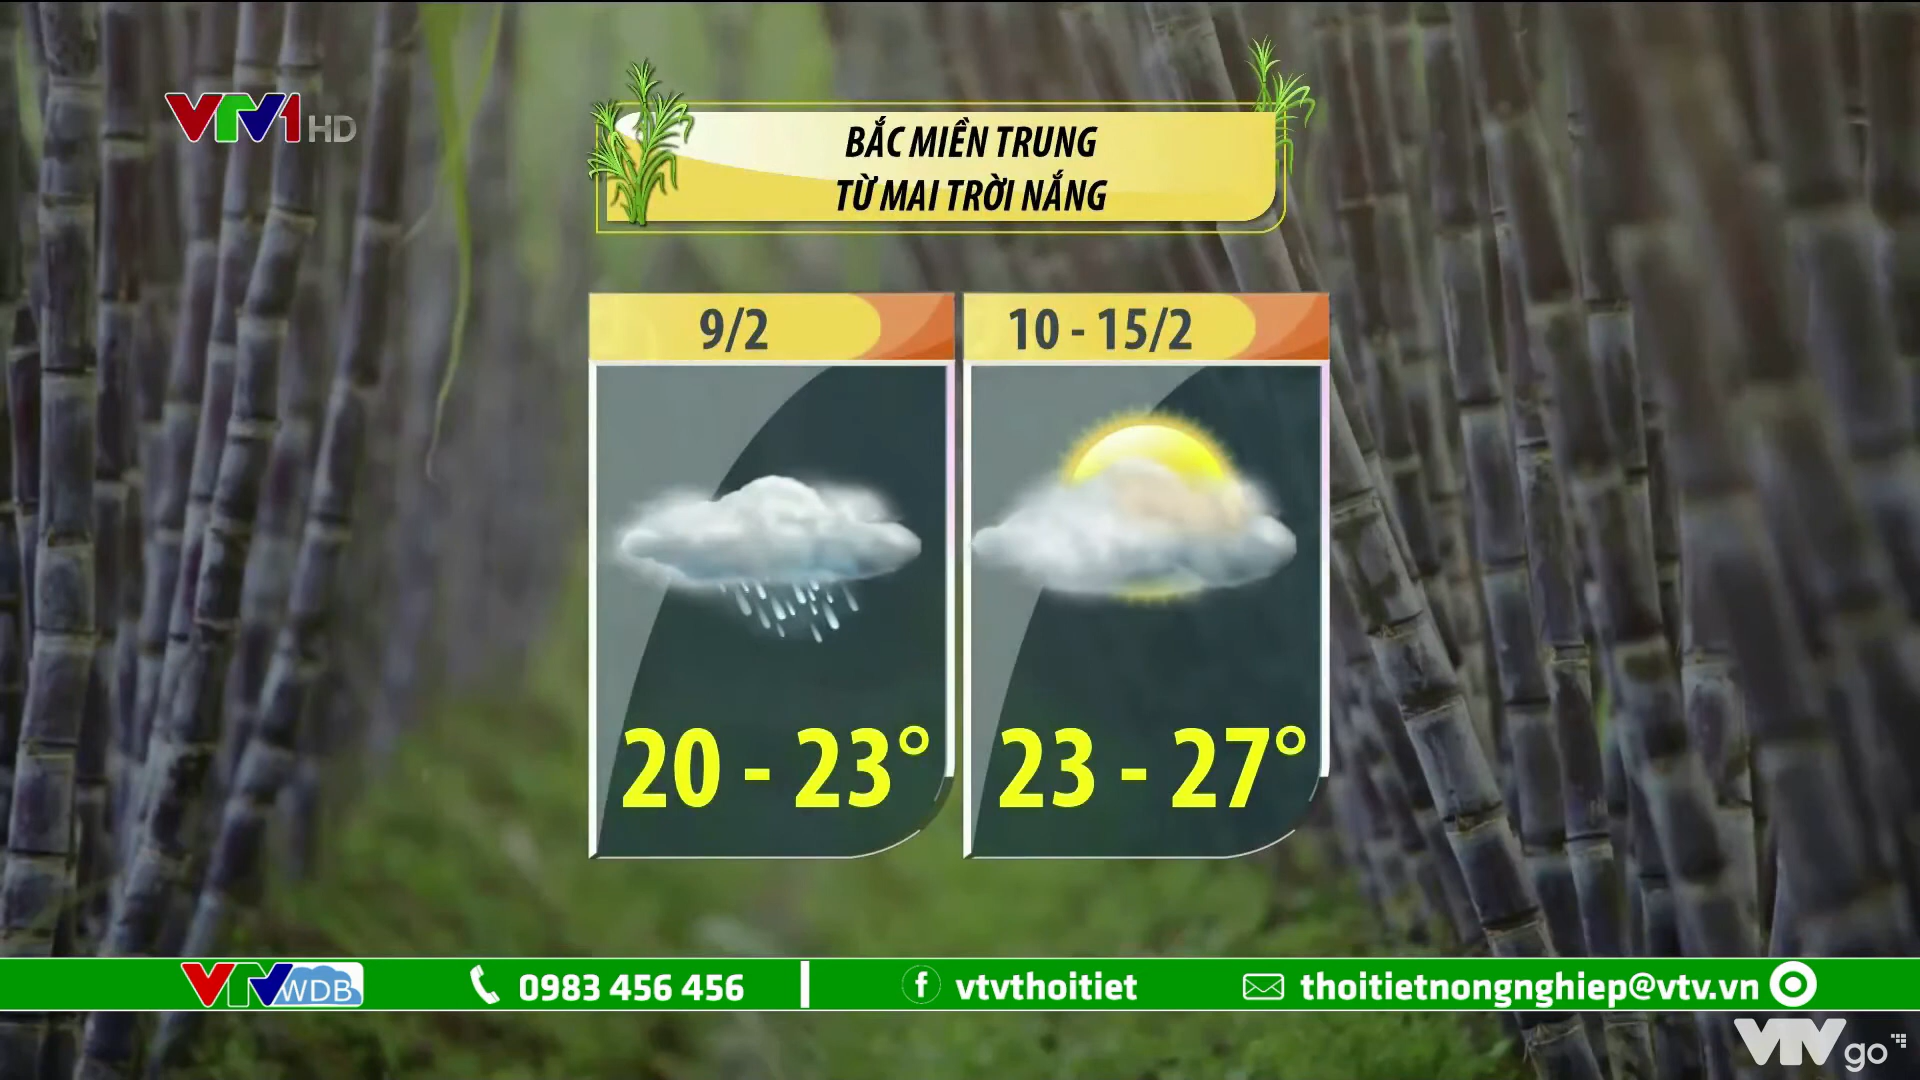 VTV1 HD
BẮC MIỀN TRUNG
TỪ MAI TRỜI NẮNG
9/2
10 - 15/2
20 - 23°
23 - 27°
VTV WDB
0983 456 456
vtvthoitiet
thoitietnongnghiep@vtv.vn
VTV go